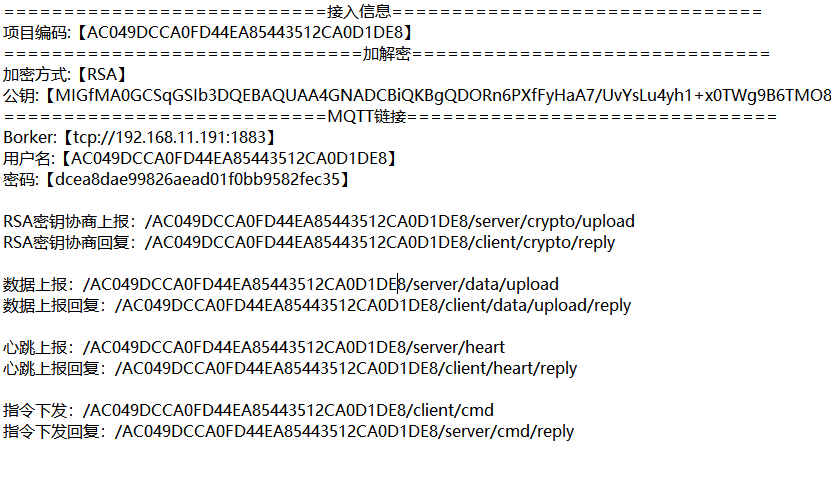 ===========================接入信息===============================
项目编码:【AC049DCCA0FD44EA85443512CA0D1DE8】
==============================加解密==============================
加密方式:【RSA】
公钥:【MIGfMA0GCSqGSIb3DQEBAQUAA4GNADCBiQKBgQDORn6PXfFyHaA7/UvYsLu4yh1+x0TWg9B6TMO8
===========================MQTT链接===============================
Borker:【tcp://192.168.11.191:1883】
用户名:【AC049DCCA0FD44EA85443512CA0D1DE8】
密码:【dcea8dae99826aead01f0bb9582fec35】
RSA密钥协商上报：/AC049DCCA0FD44EA85443512CA0D1DE8/server/crypto/upload
RSA密钥协商回复：/AC049DCCA0FD44EA85443512CA0D1DE8/client/crypto/reply
数据上报：/AC049DCCA0FD44EA85443512CA0D1DE8/server/data/upload
数据上报回复：/AC049DCCA0FD44EA85443512CA0D1DE8/client/data/upload/reply
心跳上报：/AC049DCCA0FD44EA85443512CA0D1DE8/server/heart
心跳上报回复：/AC049DCCA0FD44EA85443512CA0D1DE8/client/heart/reply
指令下发：/AC049DCCA0FD44EA85443512CA0D1DE8/client/cmd
指令下发回复：/AC049DCCA0FD44EA85443512CA0D1DE8/server/cmd/reply